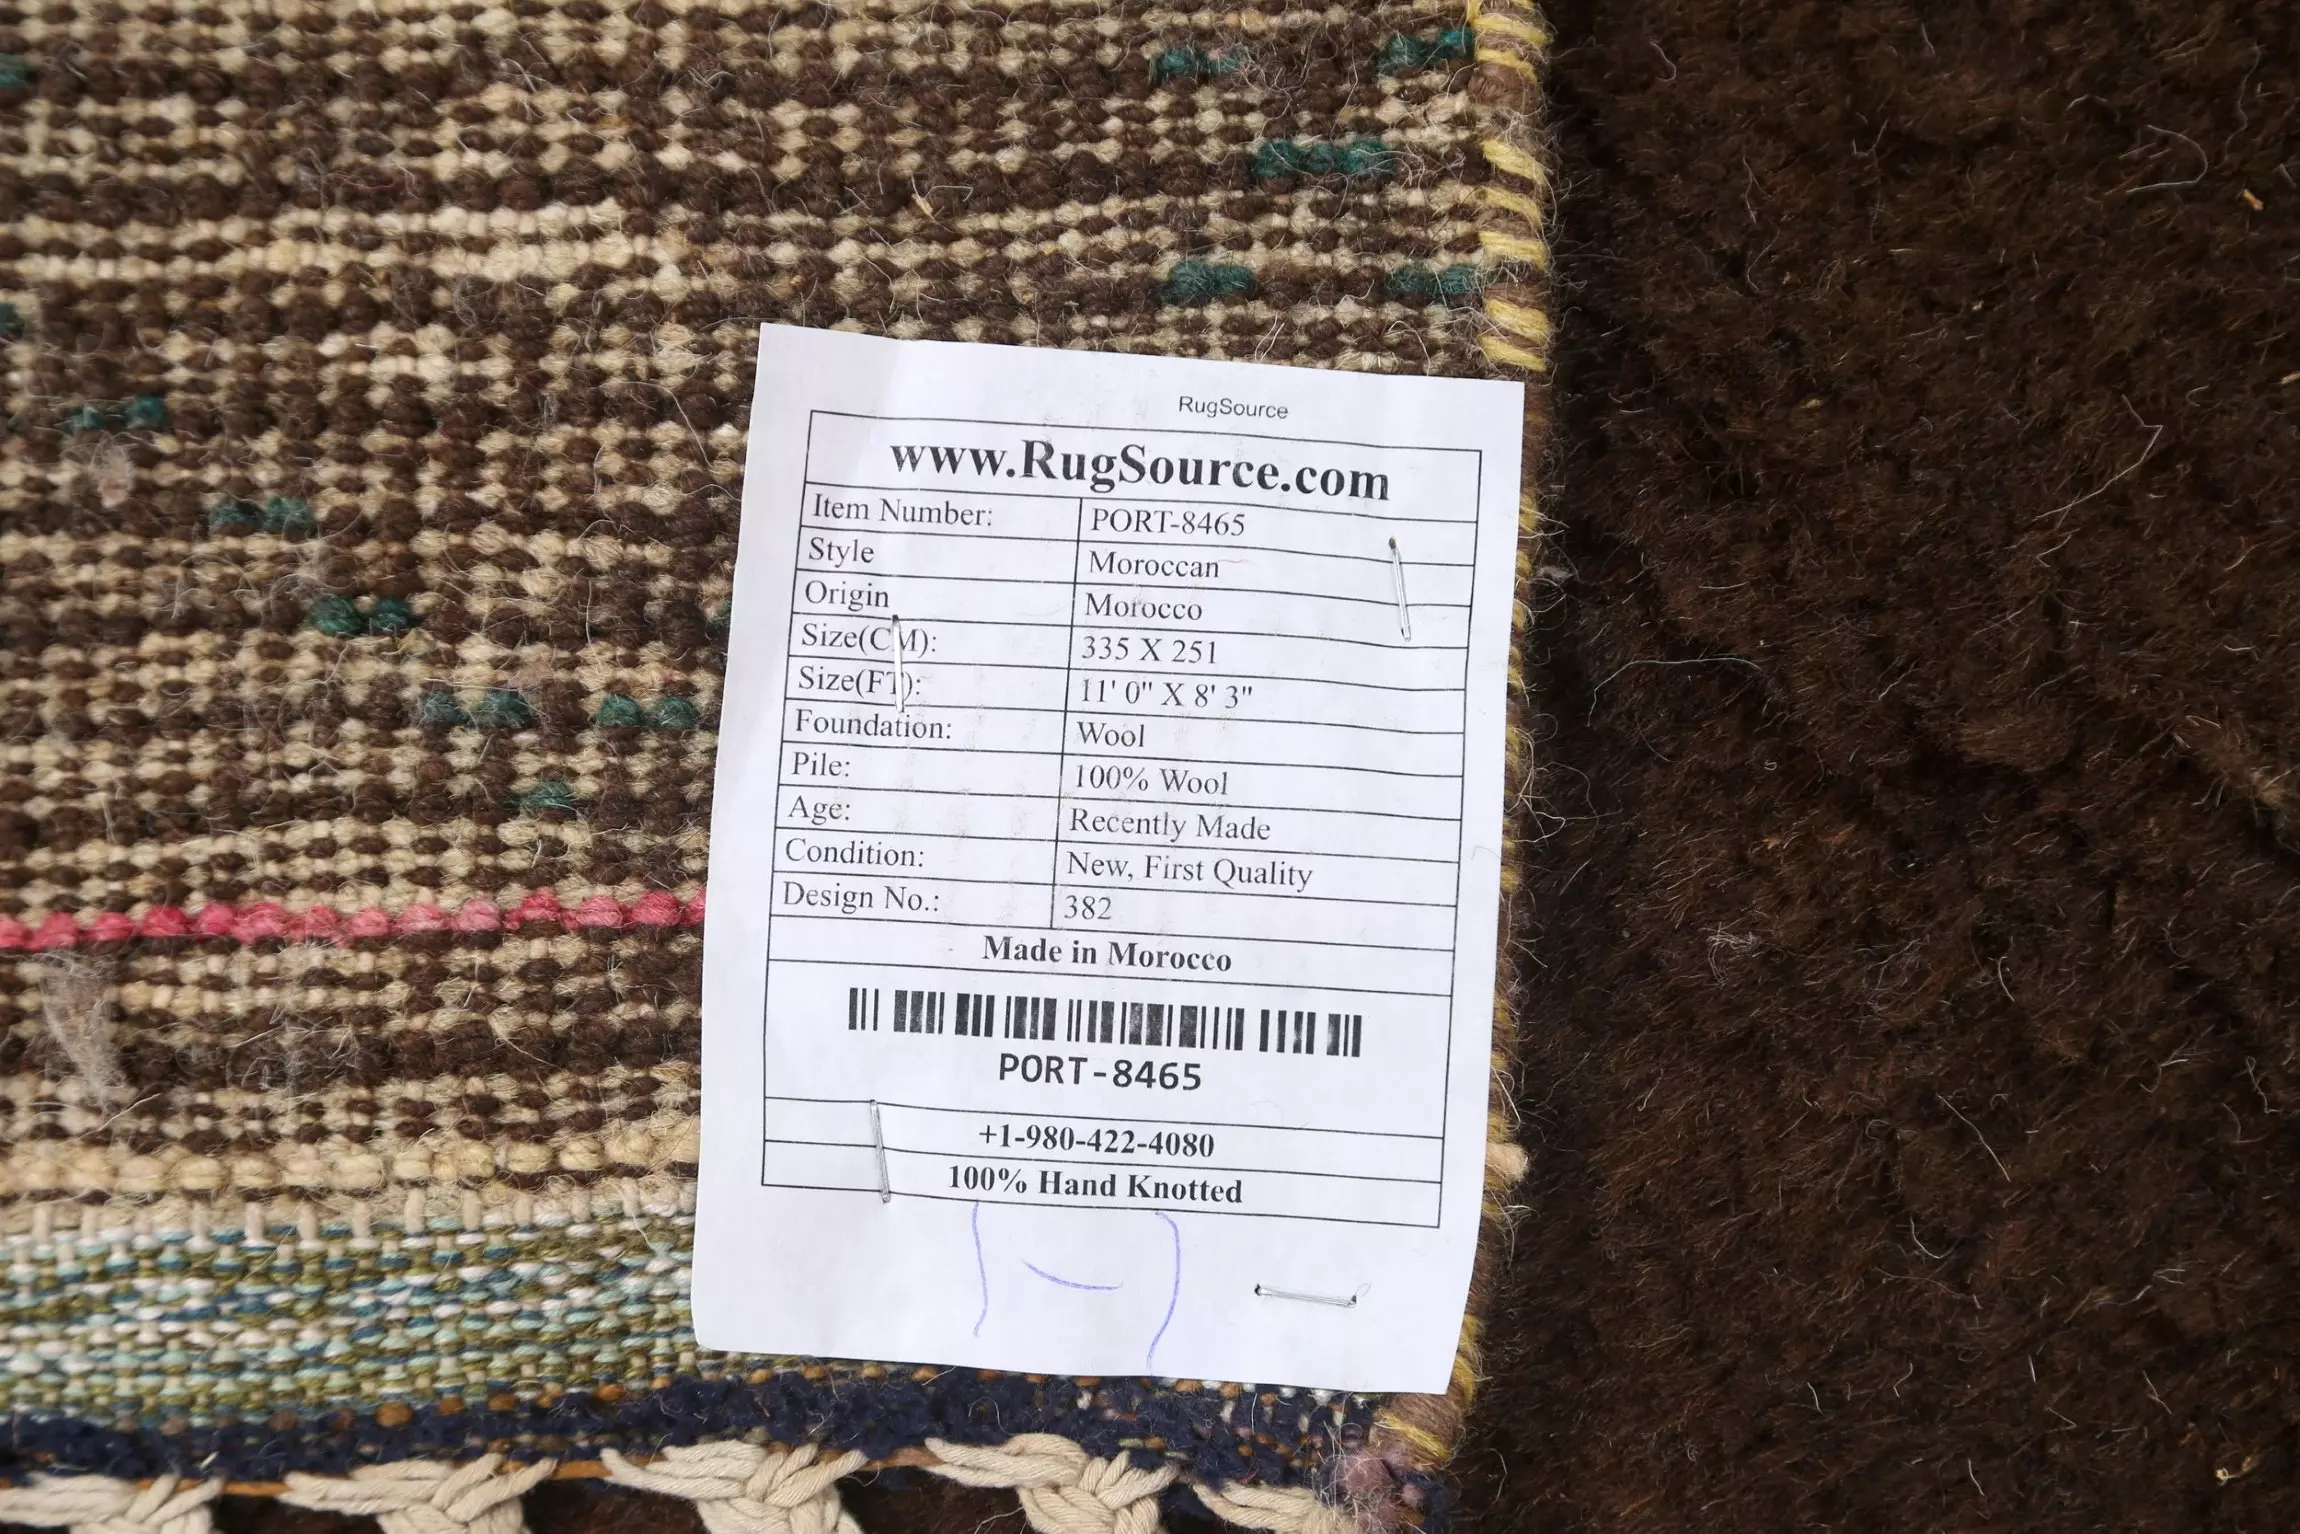 RugSource
www.RugSource.com
Item Number: PORT-8465
Style Moroccan
Origin Morocco
Size(CM): 335 X 251
Size(FT): 11' 0" X 8' 3"
Foundation: Wool
Pile: 100% Wool
Age: Recently Made
Condition: New, First Quality
Design No.: 382
Made in Morocco
PORT-8465
+1-980-422-4080
100% Hand Knotted